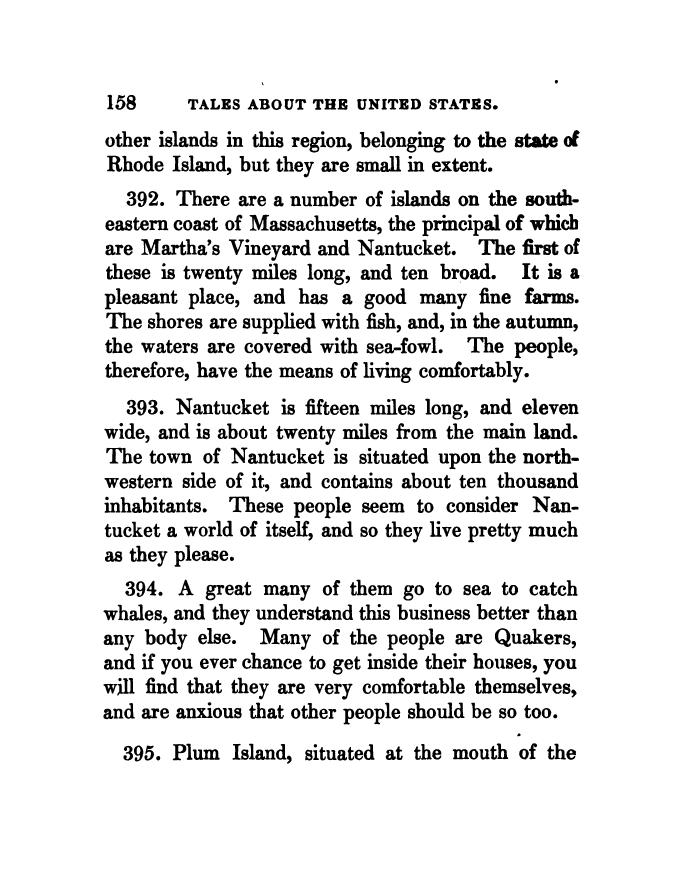 158 TALES ABOUT THE UNITED STATES.
other islands in this region, belonging to the state of
Rhode Island, but they are small in extent.
392. There are a number of islands on the south-
eastern coast of Massachusetts, the principal of which
are Martha's Vineyard and Nantucket. The first of
these is twenty miles long, and ten broad. It is a
pleasant place, and has a good many fine farms.
The shores are supplied with fish, and, in the autumn,
the waters are covered with sea-fowl. The people,
therefore, have the means of living comfortably.
393. Nantucket is fifteen miles long, and eleven
wide, and is about twenty miles from the main land.
The town of Nantucket is situated upon the north-
western side of it, and contains about ten thousand
inhabitants. These people seem to consider Nan-
tucket a world of itself, and so they live pretty much
as they please.
394. A great many of them go to sea to catch
whales, and they understand this business better than
any body else. Many of the people are Quakers,
and if you ever chance to get inside their houses, you
will find that they are very comfortable themselves,
and are anxious that other people should be so too.
395. Plum Island, situated at the mouth of the